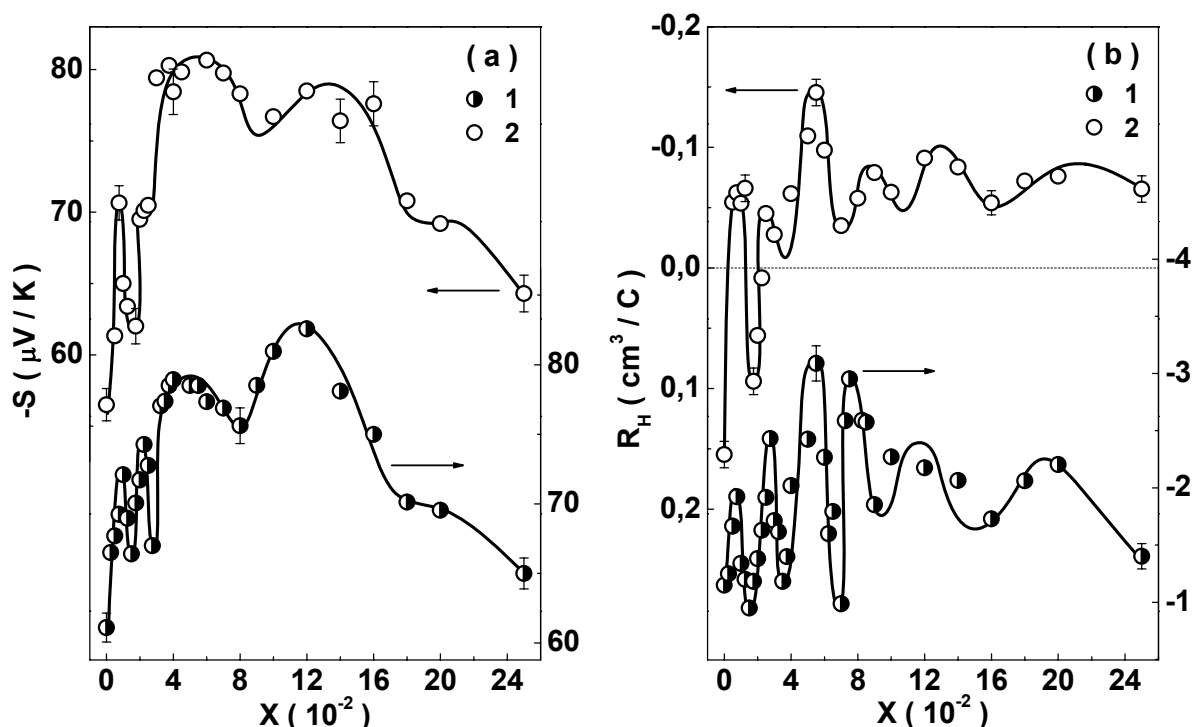 ( a )
1
2
80
70
60
-S ( μV / K )
80
70
60
0 4 8 12 16 20 24
X ( 10⁻² )
( b )
1
2
-0,2
-0,1
0,0
0,1
0,2
R_H ( cm³ / C )
-4
-3
-2
-1
0 4 8 12 16 20 24
X ( 10⁻² )